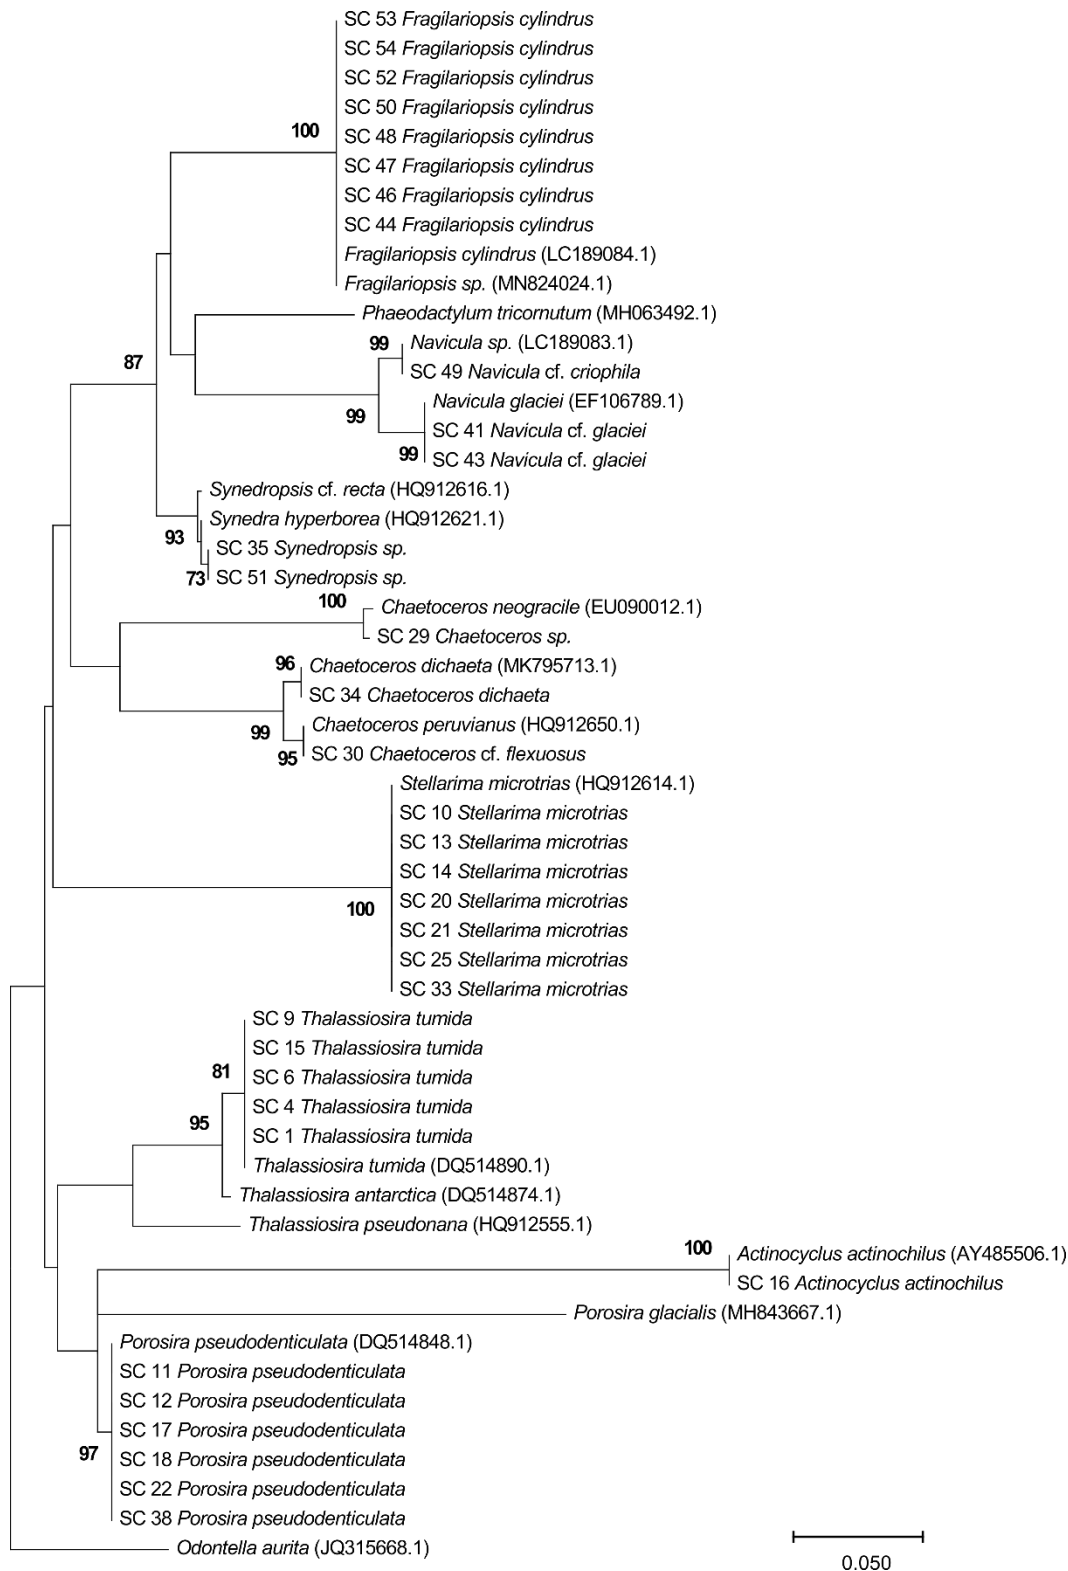 SC 53 Fragilariopsis cylindrus
SC 54 Fragilariopsis cylindrus
SC 52 Fragilariopsis cylindrus
SC 50 Fragilariopsis cylindrus
100
SC 48 Fragilariopsis cylindrus
SC 47 Fragilariopsis cylindrus
SC 46 Fragilariopsis cylindrus
SC 44 Fragilariopsis cylindrus
Fragilariopsis cylindrus (LC189084.1)
Fragilariopsis sp. (MN824024.1)
Phaeodactylum tricornutum (MH063492.1)
99
Navicula sp. (LC189083.1)
87
SC 49 Navicula cf. criophila
Navicula glaciei (EF106789.1)
99
SC 41 Navicula cf. glaciei
99
SC 43 Navicula cf. glaciei
Synedropsis cf. recta (HQ912616.1)
Synedra hyperborea (HQ912621.1)
93
SC 35 Synedropsis sp.
73
SC 51 Synedropsis sp.
100
Chaetoceros neogracile (EU090012.1)
SC 29 Chaetoceros sp.
96
Chaetoceros dichaeta (MK795713.1)
SC 34 Chaetoceros dichaeta
99
Chaetoceros peruvianus (HQ912650.1)
95
SC 30 Chaetoceros cf. flexuosus
Stellarima microtrias (HQ912614.1)
SC 10 Stellarima microtrias
SC 13 Stellarima microtrias
SC 14 Stellarima microtrias
SC 20 Stellarima microtrias
100
SC 21 Stellarima microtrias
SC 25 Stellarima microtrias
SC 33 Stellarima microtrias
SC 9 Thalassiosira tumida
SC 15 Thalassiosira tumida
81
SC 6 Thalassiosira tumida
SC 4 Thalassiosira tumida
95
SC 1 Thalassiosira tumida
Thalassiosira tumida (DQ514890.1)
Thalassiosira antarctica (DQ514874.1)
Thalassiosira pseudonana (HQ912555.1)
100
Actinocyclus actinochilus (AY485506.1)
SC 16 Actinocyclus actinochilus
Porosira glacialis (MH843667.1)
Porosira pseudodenticulata (DQ514848.1)
SC 11 Porosira pseudodenticulata
SC 12 Porosira pseudodenticulata
SC 17 Porosira pseudodenticulata
97
SC 18 Porosira pseudodenticulata
SC 22 Porosira pseudodenticulata
SC 38 Porosira pseudodenticulata
Odontella aurita (JQ315668.1)
0.050